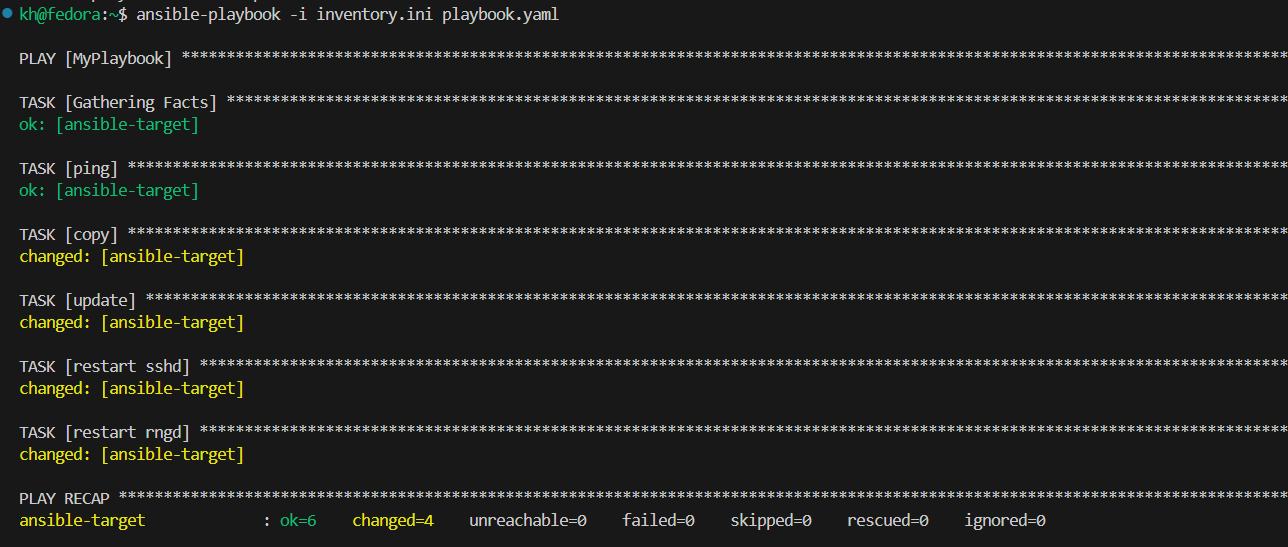 kh@fedora:~$ ansible-playbook -i inventory.ini playbook.yaml
PLAY [MyPlaybook] ****************************************************************************************************************************
TASK [Gathering Facts] ***********************************************************************************************************************
ok: [ansible-target]
TASK [ping] **********************************************************************************************************************************
ok: [ansible-target]
TASK [copy] **********************************************************************************************************************************
changed: [ansible-target]
TASK [update] ********************************************************************************************************************************
changed: [ansible-target]
TASK [restart sshd] **************************************************************************************************************************
changed: [ansible-target]
TASK [restart rngd] **************************************************************************************************************************
changed: [ansible-target]
PLAY RECAP ***********************************************************************************************************************************
ansible-target             : ok=6    changed=4    unreachable=0    failed=0    skipped=0    rescued=0    ignored=0